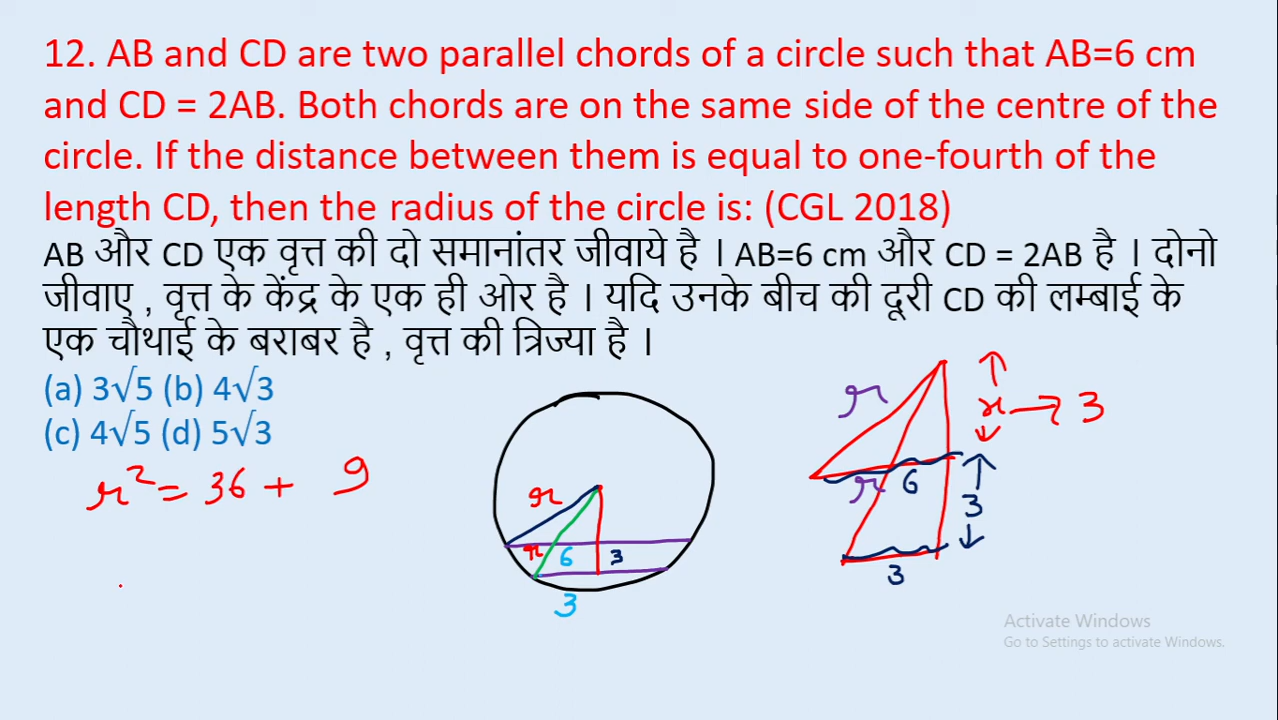 12. AB and CD are two parallel chords of a circle such that AB=6 cm
and CD = 2AB. Both chords are on the same side of the centre of the
circle. If the distance between them is equal to one-fourth of the
length CD, then the radius of the circle is: (CGL 2018)
AB और CD एक वृत्त की दो समानांतर जीवाये है । AB=6 cm और CD = 2AB है । दोनो
जीवाए , वृत्त के केंद्र के एक ही ओर है । यदि उनके बीच की दूरी CD की लम्बाई के
एक चौथाई के बराबर है , वृत्त की त्रिज्या है ।
(a) 3√5 (b) 4√3
(c) 4√5 (d) 5√3
r² = 36 + 9
r
r 6 3
3
r
x → 3
r 6
3
3
Activate Windows
Go to Settings to activate Windows.